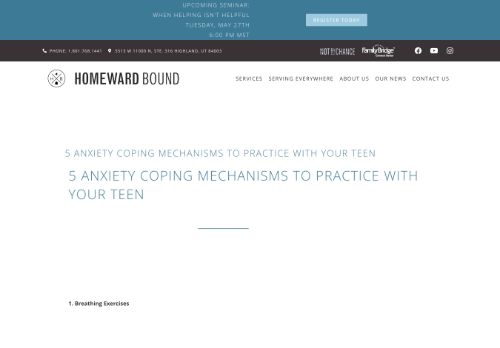 UPCOMING SEMINAR:
WHEN HELPING ISN'T HELPFUL
TUESDAY, MAY 27TH
6:00 PM MST
REGISTER TODAY
PHONE: 1.801.768.1441
5513 W 11000 N, STE. 316 HIGHLAND, UT 84003
NOT BY CHANCE
FamilyBridge
HOMEWARD BOUND
SERVICES
SERVING EVERYWHERE
ABOUT US
OUR NEWS
CONTACT US
5 ANXIETY COPING MECHANISMS TO PRACTICE WITH YOUR TEEN
5 ANXIETY COPING MECHANISMS TO PRACTICE WITH
YOUR TEEN
1. Breathing Exercises